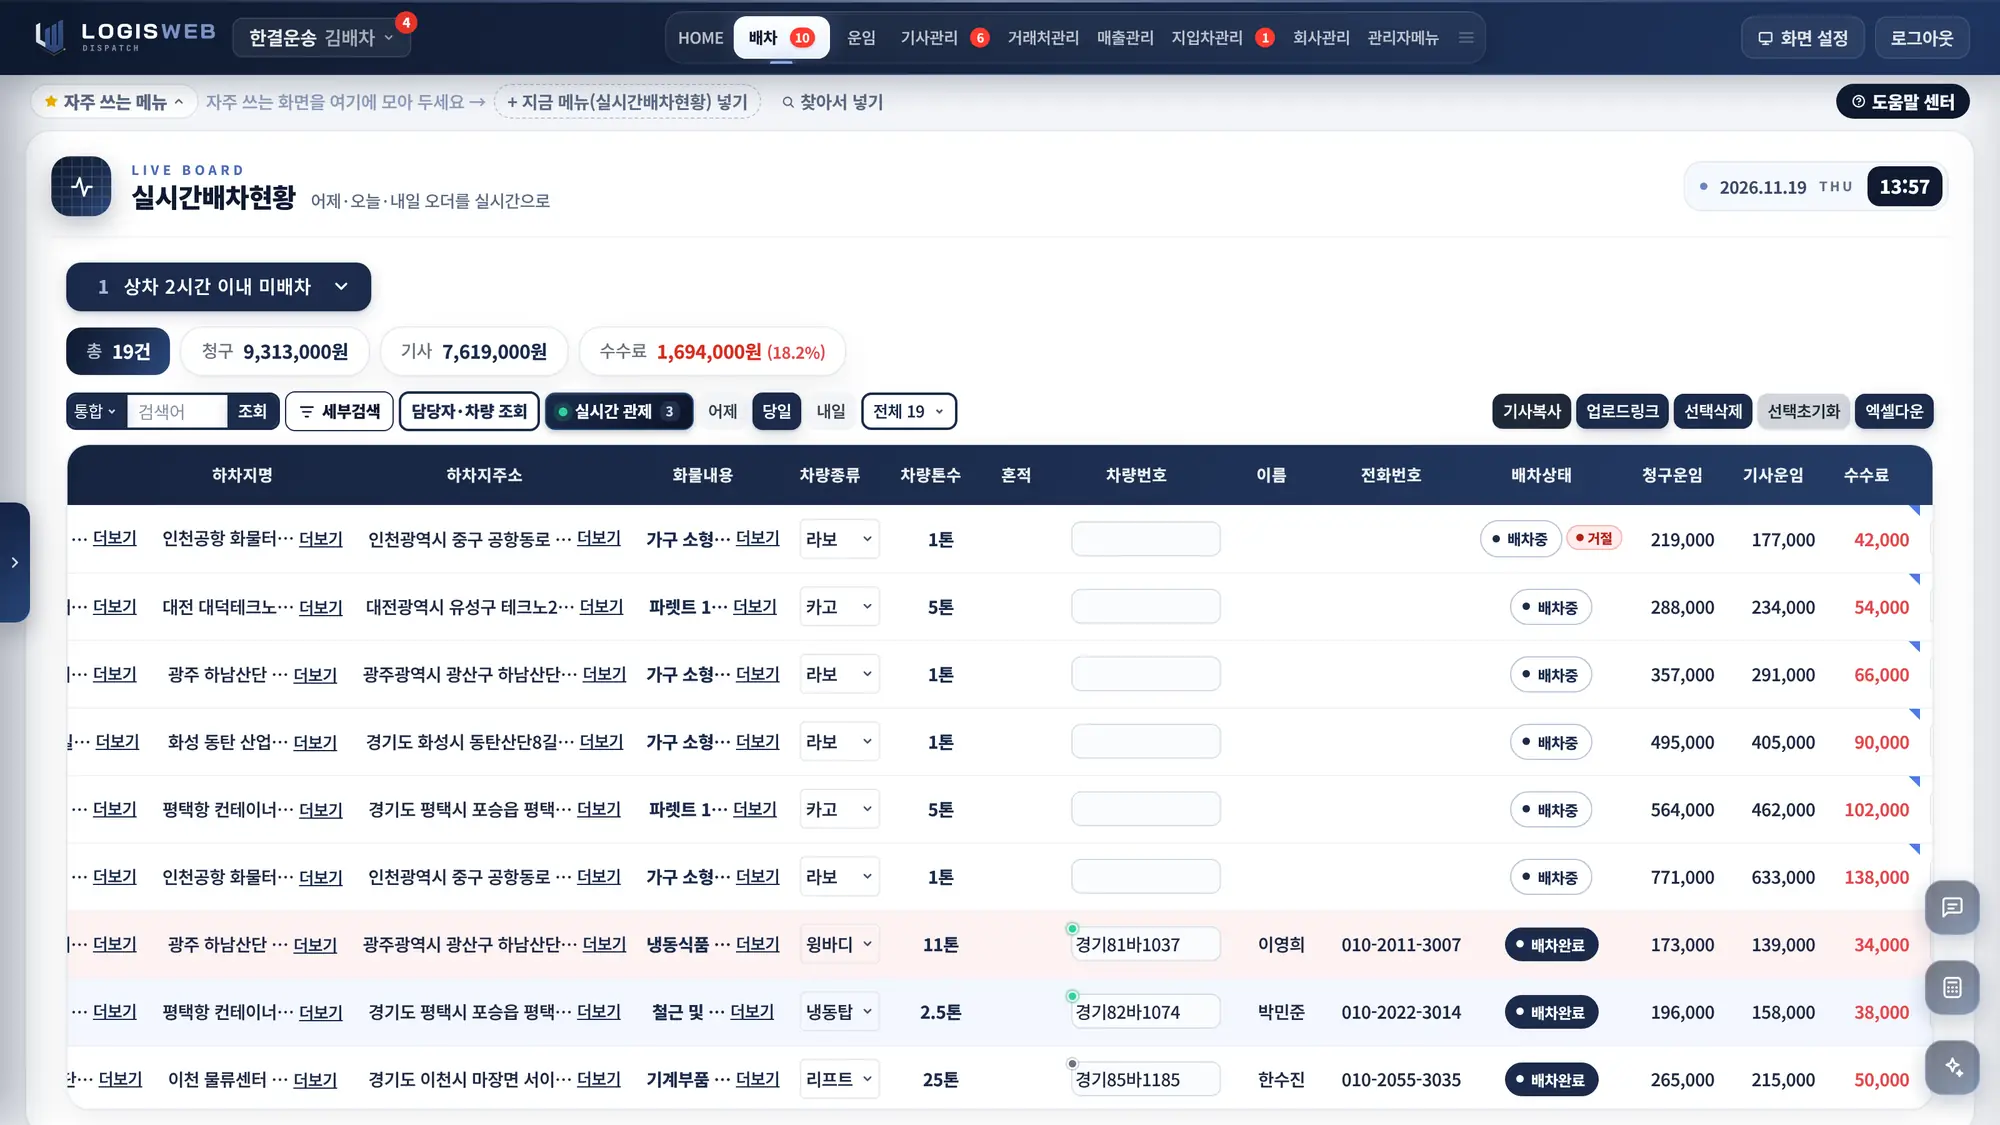 LOGISWEB
DISPATCH
한결운송 김배차 4
HOME 배차 10 운임 기사관리 6 거래처관리 매출관리 지입차관리 1 회사관리 관리자메뉴
화면 설정 로그아웃
자주 쓰는 메뉴 자주 쓰는 화면을 여기에 모아 두세요 → + 지금 메뉴(실시간배차현황) 넣기 찾아서 넣기 도움말 센터
LIVE BOARD
실시간배차현황 어제·오늘·내일 오더를 실시간으로
2026.11.19 THU 13:57
1 상차 2시간 이내 미배차
총 19건 청구 9,313,000원 기사 7,619,000원 수수료 1,694,000원 (18.2%)
통합 검색어 조회 세부검색 담당자·차량 조회 실시간 관제 3 어제 당일 내일 전체 19 기사복사 업로드링크 선택삭제 선택초기화 엑셀다운
하차지명 하차지주소 화물내용 차량종류 차량톤수 혼적 차량번호 이름 전화번호 배차상태 청구운임 기사운임 수수료
··· 더보기 인천공항 화물터··· 더보기 인천광역시 중구 공항동로 ··· 더보기 가구 소형··· 더보기 라보 1톤 배차중 거절 219,000 177,000 42,000
··· 더보기 대전 대덕테크노··· 더보기 대전광역시 유성구 테크노2··· 더보기 파렛트 1··· 더보기 카고 5톤 배차중 288,000 234,000 54,000
··· 더보기 광주 하남산단 ··· 더보기 광주광역시 광산구 하남산단··· 더보기 가구 소형··· 더보기 라보 1톤 배차중 357,000 291,000 66,000
··· 더보기 화성 동탄 산업··· 더보기 경기도 화성시 동탄산단8길··· 더보기 가구 소형··· 더보기 라보 1톤 배차중 495,000 405,000 90,000
··· 더보기 평택항 컨테이너··· 더보기 경기도 평택시 포승읍 평택··· 더보기 파렛트 1··· 더보기 카고 5톤 배차중 564,000 462,000 102,000
··· 더보기 인천공항 화물터··· 더보기 인천광역시 중구 공항동로 ··· 더보기 가구 소형··· 더보기 라보 1톤 배차중 771,000 633,000 138,000
··· 더보기 광주 하남산단 ··· 더보기 광주광역시 광산구 하남산단··· 더보기 냉동식품 ··· 더보기 윙바디 11톤 경기81바1037 이영희 010-2011-3007 배차완료 173,000 139,000 34,000
··· 더보기 평택항 컨테이너··· 더보기 경기도 평택시 포승읍 평택··· 더보기 철근 및 ··· 더보기 냉동탑 2.5톤 경기82바1074 박민준 010-2022-3014 배차완료 196,000 158,000 38,000
··· 더보기 이천 물류센터 ··· 더보기 경기도 이천시 마장면 서이··· 더보기 기계부품 ··· 더보기 리프트 25톤 경기85바1185 한수진 010-2055-3035 배차완료 265,000 215,000 50,000